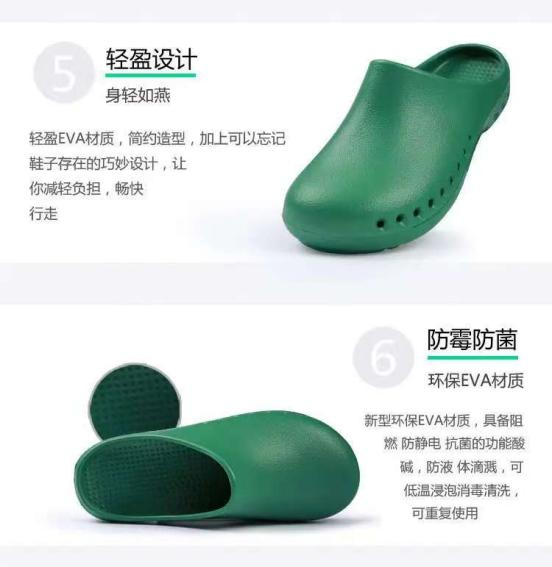 5
轻盈设计
身轻如燕
轻盈EVA材质，简约造型，加上可以忘记
鞋子存在的巧妙设计，让
你减轻负担，畅快
行走
6
防霉防菌
环保EVA材质
新型环保EVA材质，具备阻
燃 防静电 抗菌的功能酸
碱，防液 体滴溅，可
低温浸泡消毒清洗，
可重复使用